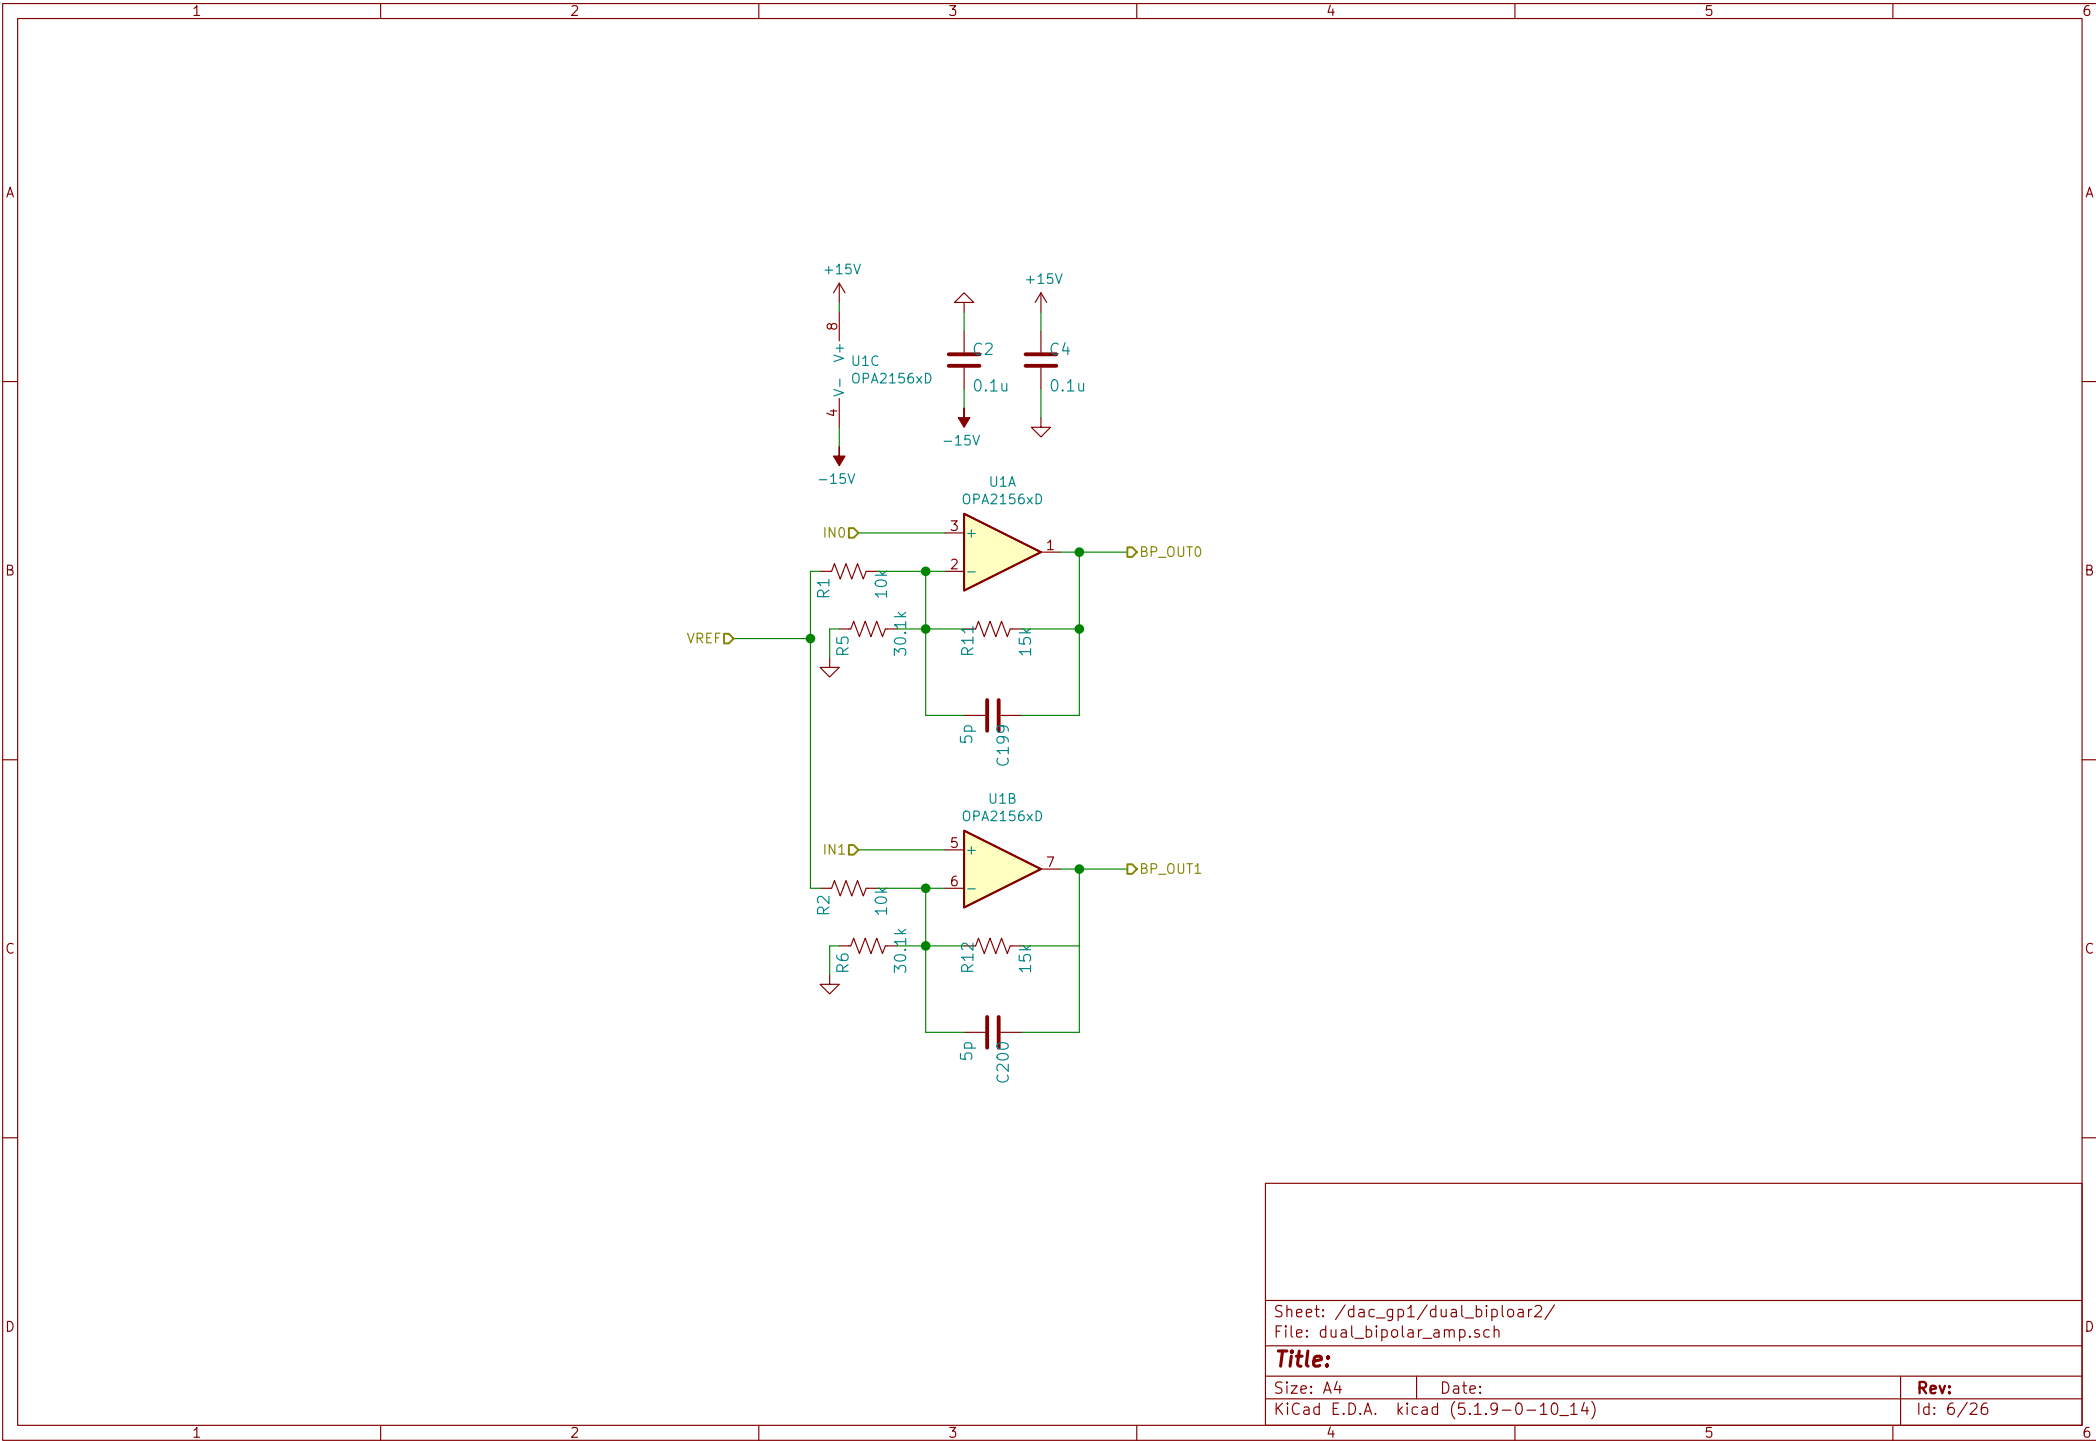 1 2 3 4 5 6
A A
+15V
+15V
8
V+
C2
C4
U1C
OPA2156xD
V-
0.1u
0.1u
4
-15V
-15V
U1A
OPA2156xD
IN0
3
+
1
BP_OUT0
B B
2
-
R1
10k
VREF
R5
30.1k
R11
15k
5p
C199
U1B
OPA2156xD
IN1
5
+
7
BP_OUT1
6
-
R2
10k
C C
R6
30.1k
R12
15k
5p
C200
Sheet: /dac_gp1/dual_biploar2/
D D
File: dual_bipolar_amp.sch
Title:
Size: A4 Date: Rev:
KiCad E.D.A. kicad (5.1.9-0-10_14) Id: 6/26
1 2 3 4 5 6